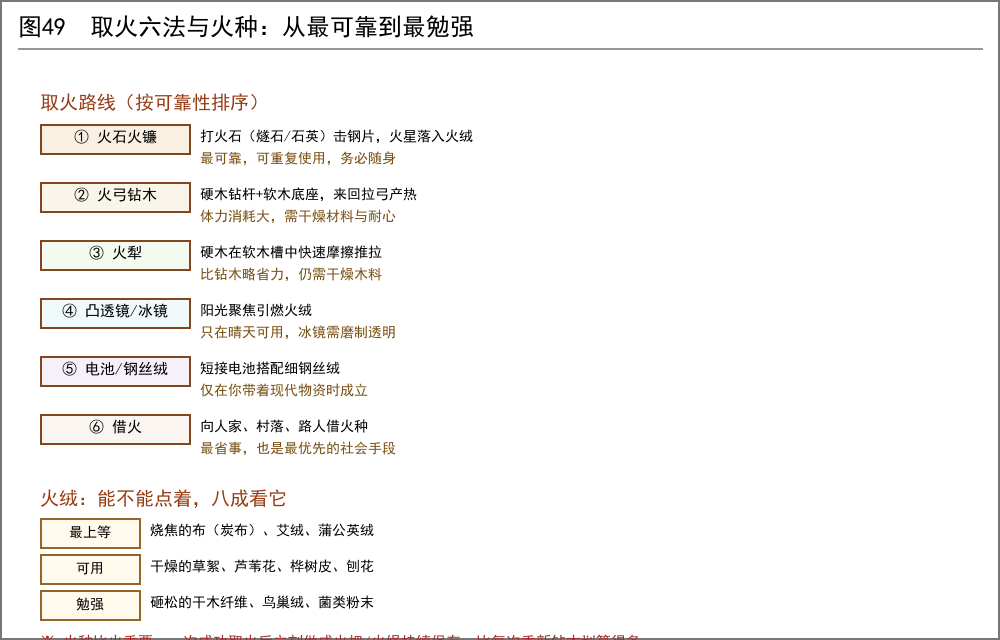 图49 取火六法与火种：从最可靠到最勉强
取火路线（按可靠性排序）
① 火石火镰
打火石（燧石/石英）击钢片，火星落入火绒
最可靠，可重复使用，务必随身
② 火弓钻木
硬木钻杆+软木底座，来回拉弓产热
体力消耗大，需干燥材料与耐心
③ 火犁
硬木在软木槽中快速摩擦推拉
比钻木略省力，仍需干燥木料
④ 凸透镜/冰镜
阳光聚焦引燃火绒
只在晴天可用，冰镜需磨制透明
⑤ 电池/钢丝绒
短接电池搭配细钢丝绒
仅在你带着现代物资时成立
⑥ 借火
向人家、村落、路人借火种
最省事，也是最优先的社会手段
火绒：能不能点着，八成看它
最上等
烧焦的布（炭布）、艾绒、蒲公英绒
可用
干燥的草絮、芦苇花、桦树皮、刨花
勉强
砸松的干木纤维、鸟巢绒、菌类粉末